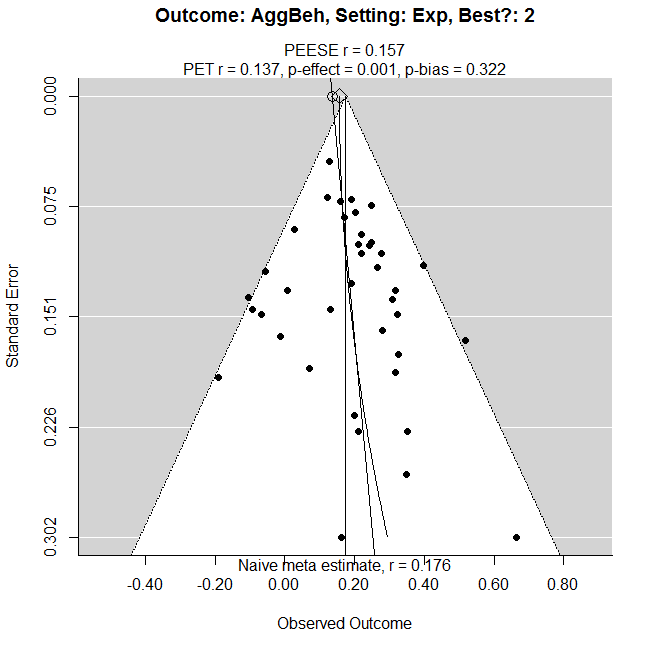 Outcome: AggBeh, Setting: Exp, Best?: 2
PEESE r = 0.157
PET r = 0.137, p-effect = 0.001, p-bias = 0.322
0.000
0.075
0.151
0.226
0.302
Standard Error
Naive meta estimate, r = 0.176
-0.40
-0.20
0.00
0.20
0.40
0.60
0.80
Observed Outcome